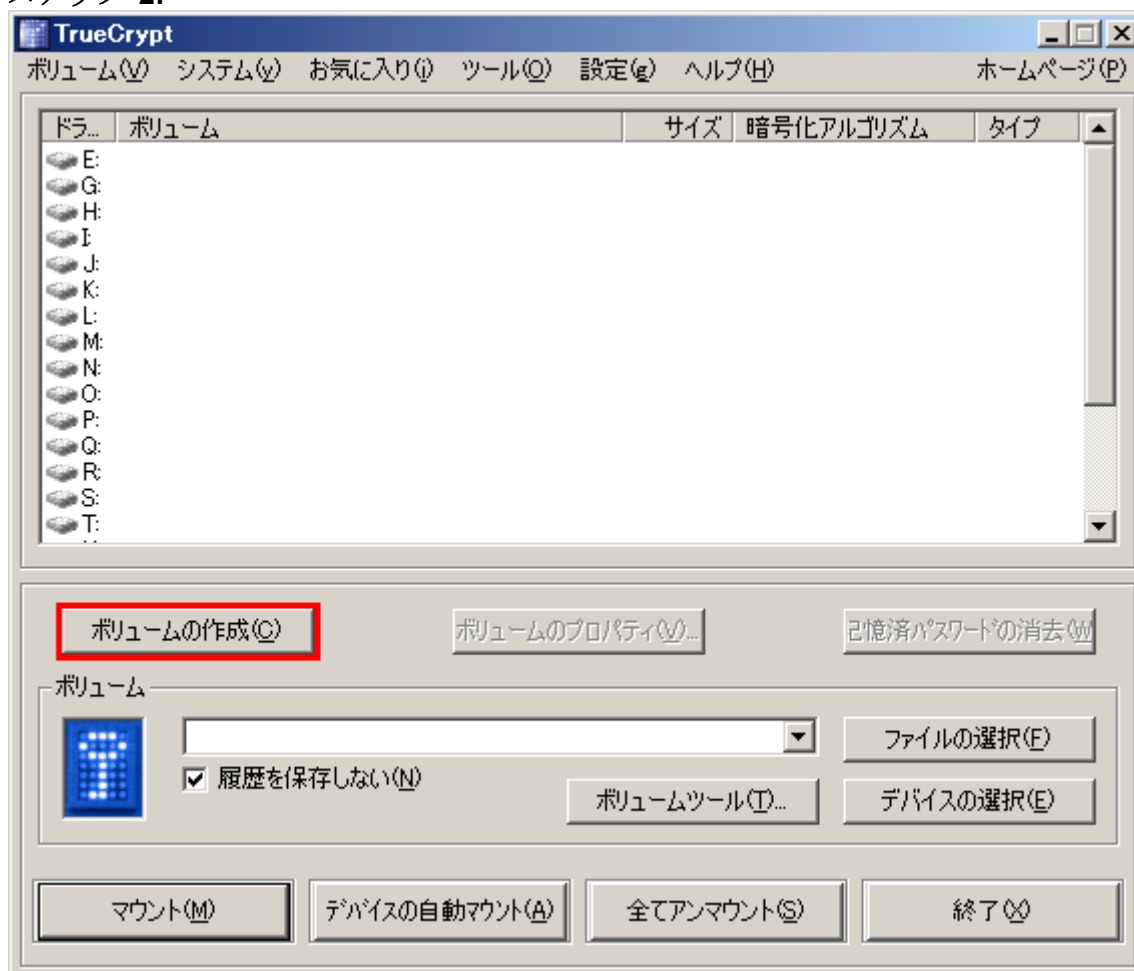 TrueCrypt
ボリューム(V) システム(y) お気に入り(i) ツール(O) 設定(g) ヘルプ(H) ホームページ(P)
ドラ... ボリューム サイズ 暗号化アルゴリズム タイプ
E:
G:
H:
I:
J:
K:
L:
M:
N:
O:
P:
Q:
R:
S:
T:
ボリュームの作成(C) ボリュームのプロパティ(V)... 記憶済パスワードの消去(W
ボリューム
ファイルの選択(F)
履歴を保存しない(N)
ボリュームツール(T)... デバイスの選択(E)
マウント(M) デバイスの自動マウント(A) 全てアンマウント(S) 終了(X)